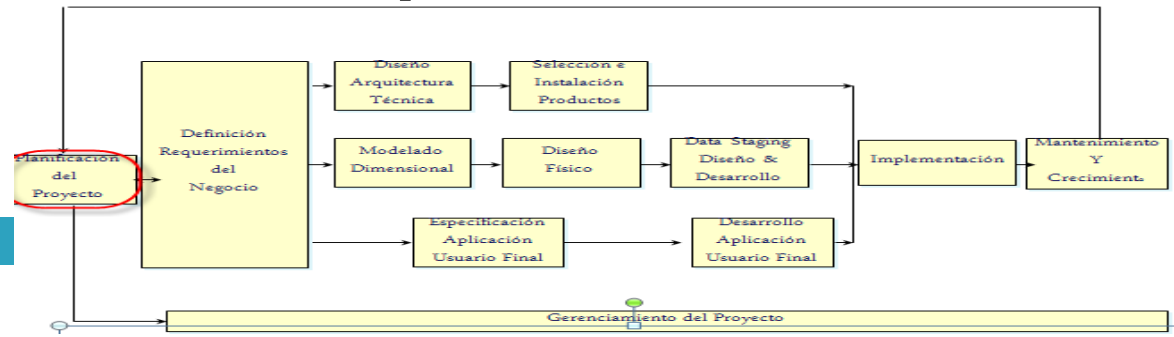 Diseño
Arquitectura
Técnica
Selección e
Instalación
Productos
Planificación
del
Proyecto
Definición
Requerimientos
del
Negocio
Modelado
Dimensional
Diseño
Físico
Data Staging
Diseño &
Desarrollo
Implementación
Mantenimiento
Y
Crecimient
Especificación
Aplicación
Usuario Final
Desarrollo
Aplicación
Usuario Final
Gerenciamiento del Proyecto